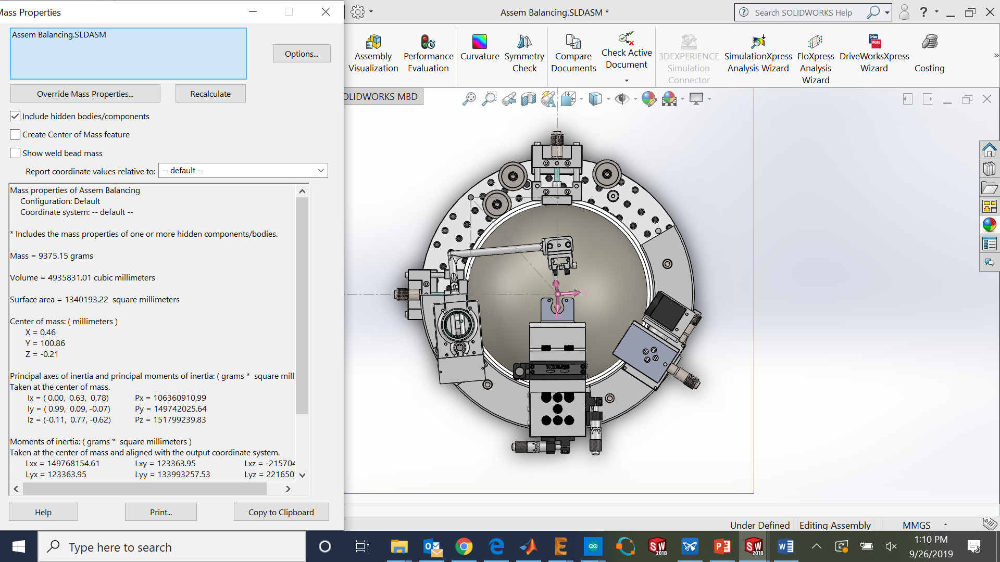 Mass Properties
Assem Balancing.SLDASM *
Search SOLIDWORKS Help
Assem Balancing.SLDASM
Options...
Override Mass Properties...
Recalculate
Include hidden bodies/components
Create Center of Mass feature
Show weld bead mass
Report coordinate values relative to: -- default --
Mass properties of Assem Balancing
Configuration: Default
Coordinate system: -- default --
* Includes the mass properties of one or more hidden components/bodies.
Mass = 9375.15 grams
Volume = 4935831.01 cubic millimeters
Surface area = 1340193.22 square millimeters
Center of mass: ( millimeters )
X = 0.46
Y = 100.86
Z = -0.21
Principal axes of inertia and principal moments of inertia: ( grams * square mill
Taken at the center of mass.
Ix = ( 0.00, 0.63, 0.78) Px = 106360910.99
Iy = ( 0.99, 0.09, -0.07) Py = 149742025.64
Iz = (-0.11, 0.77, -0.62) Pz = 151799239.83
Moments of inertia: ( grams * square millimeters )
Taken at the center of mass and aligned with the output coordinate system.
Lxx = 149768154.61 Lxy = 123363.95 Lxz = -215704
Lyx = 123363.95 Lyy = 133993257.53 Lyz = 221650
Help
Print...
Copy to Clipboard
Assembly Visualization
Performance Evaluation
Curvature
Symmetry Check
Compare Documents
Check Active Document
3DEXPERIENCE Simulation Connector
SimulationXpress Analysis Wizard
FloXpress Analysis Wizard
DriveWorksXpress Wizard
Costing
OLIDWORKS MBD
Under Defined
Editing Assembly
MMGS
Type here to search
1:10 PM
9/26/2019